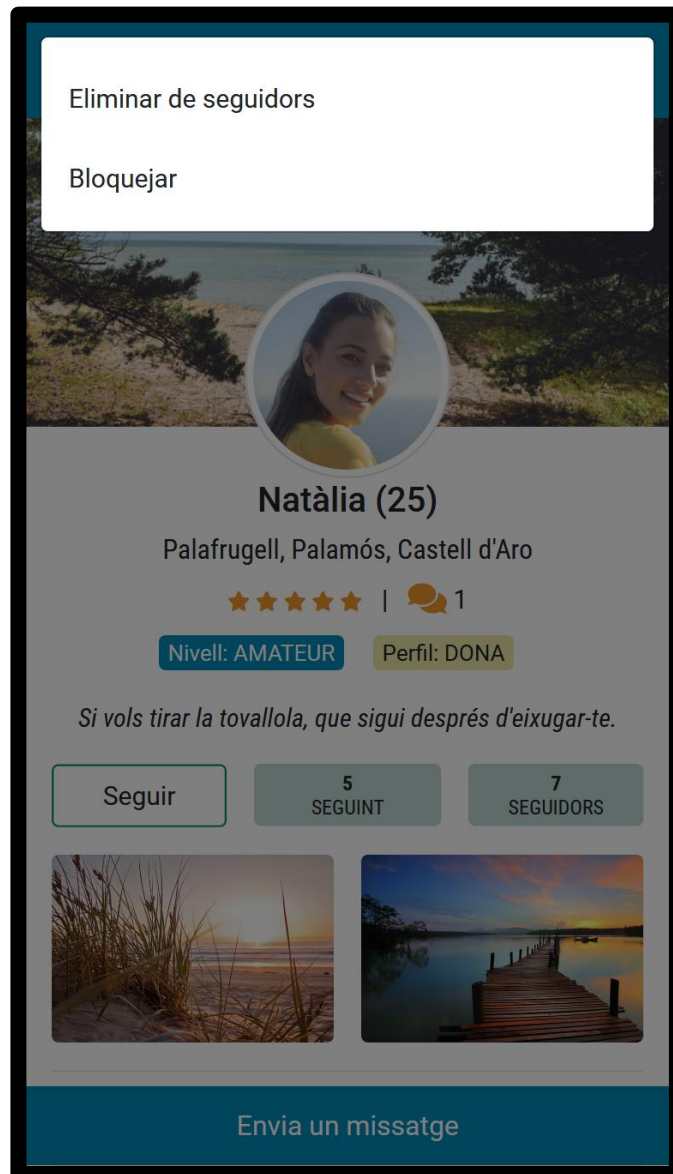 Eliminar de seguidors
Bloquejar
Natàlia (25)
Palafrugell, Palamós, Castell d'Aro
| 1
Nivell: AMATEUR Perfil: DONA
Si vols tirar la tovallola, que sigui després d'eixugar-te.
Seguir
5
SEGUINT
7
SEGUIDORS
Envia un missatge